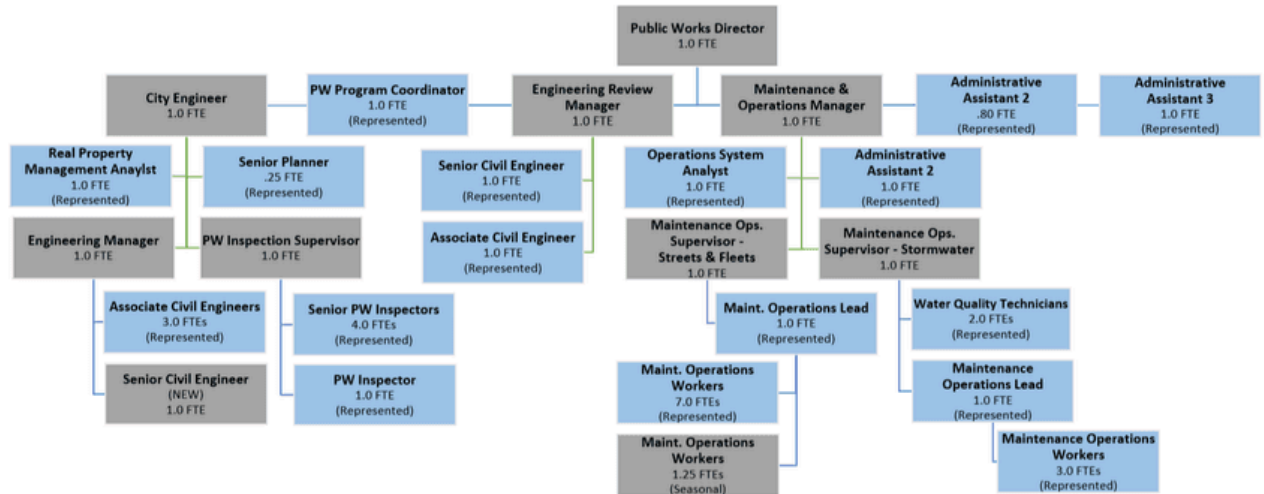 Public Works Director
1.0 FTE
City Engineer
1.0 FTE
PW Program Coordinator
1.0 FTE
(Represented)
Engineering Review
Manager
1.0 FTE
Maintenance &
Operations Manager
1.0 FTE
Administrative
Assistant 2
.80 FTE
(Represented)
Administrative
Assistant 3
1.0 FTE
(Represented)
Real Property
Management Anaylst
1.0 FTE
(Represented)
Senior Planner
.25 FTE
(Represented)
Senior Civil Engineer
1.0 FTE
(Represented)
Operations System
Analyst
1.0 FTE
(Represented)
Administrative
Assistant 2
1.0 FTE
(Represented)
Engineering Manager
1.0 FTE
PW Inspection Supervisor
1.0 FTE
Associate Civil Engineer
1.0 FTE
(Represented)
Maintenance Ops.
Supervisor -
Streets & Fleets
1.0 FTE
Maintenance Ops.
Supervisor - Stormwater
1.0 FTE
Associate Civil Engineers
3.0 FTEs
(Represented)
Senior PW Inspectors
4.0 FTEs
(Represented)
Maint. Operations Lead
1.0 FTE
(Represented)
Water Quality Technicians
2.0 FTEs
(Represented)
Senior Civil Engineer
(NEW)
1.0 FTE
PW Inspector
1.0 FTE
(Represented)
Maint. Operations
Workers
7.0 FTEs
(Represented)
Maintenance
Operations Lead
1.0 FTE
(Represented)
Maint. Operations
Workers
1.25 FTEs
(Seasonal)
Maintenance Operations
Workers
3.0 FTEs
(Represented)